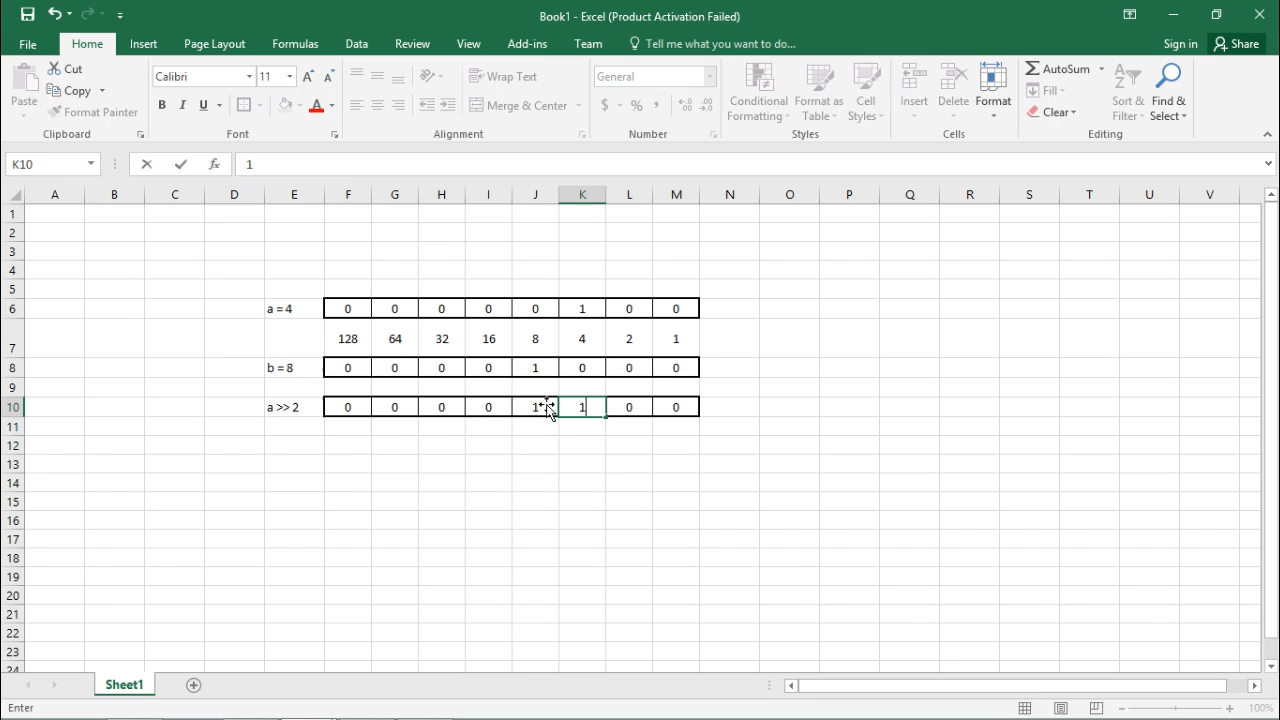 Book1 - Excel (Product Activation Failed)
File Home Insert Page Layout Formulas Data Review View Add-ins Team Tell me what you want to do... Sign in Share
Paste Cut Copy Format Painter Clipboard
Calibri 11 A A B I U A Font
Wrap Text Merge & Center Alignment
General $ % , .0 .00 .00 .0 Number
Conditional Formatting Format as Table Cell Styles Styles
Insert Delete Format Cells
AutoSum Fill Clear Sort & Filter Find & Select Editing
K10 fx 1
A B C D E F G H I J K L M N O P Q R S T U V
1
2
3
4
5
6 a = 4 0 0 0 0 0 1 0 0
7 128 64 32 16 8 4 2 1
8 b = 8 0 0 0 0 1 0 0 0
9
10 a >> 2 0 0 0 0 1 1 0 0
11
12
13
14
15
16
17
18
19
20
21
22
23
24
Sheet1
Enter 100%